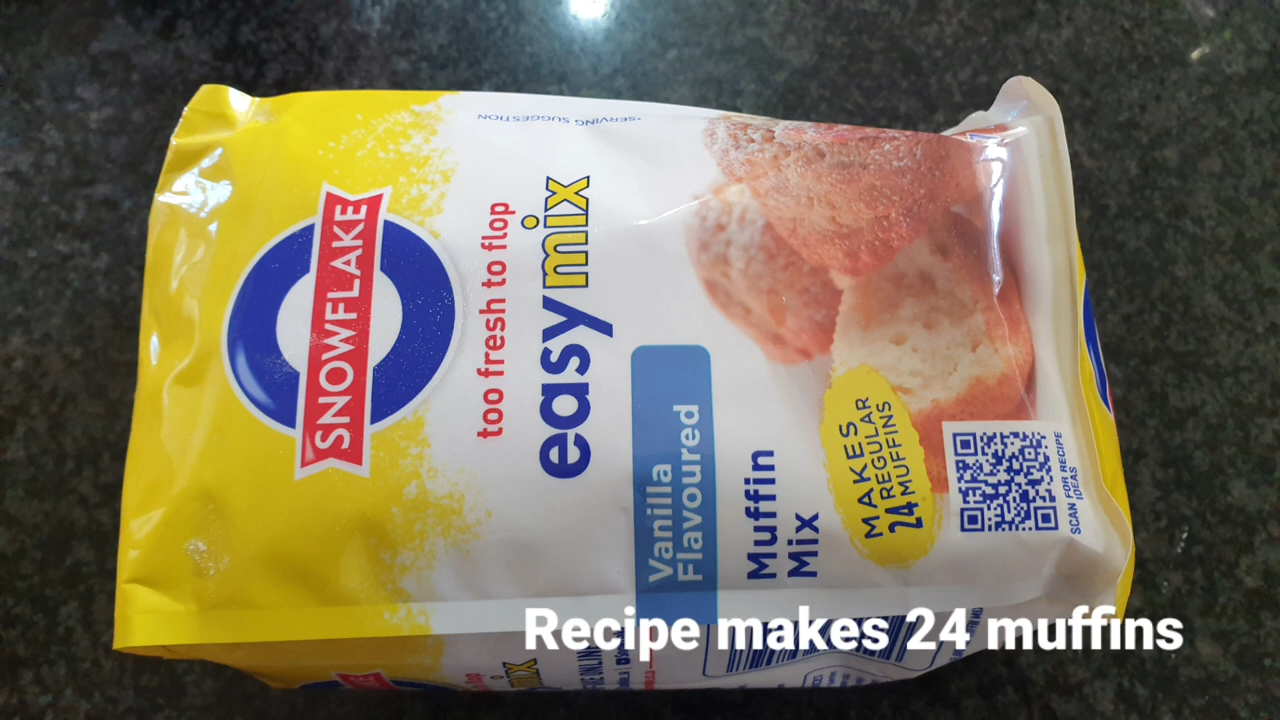 SNOWFLAKE
too fresh to flop
easymix
Vanilla
Flavoured
Muffin
Mix
MAKES
24 REGULAR
MUFFINS
SCAN FOR RECIPE
IDEAS
*SERVING SUGGESTION
mix
Recipe makes 24 muffins